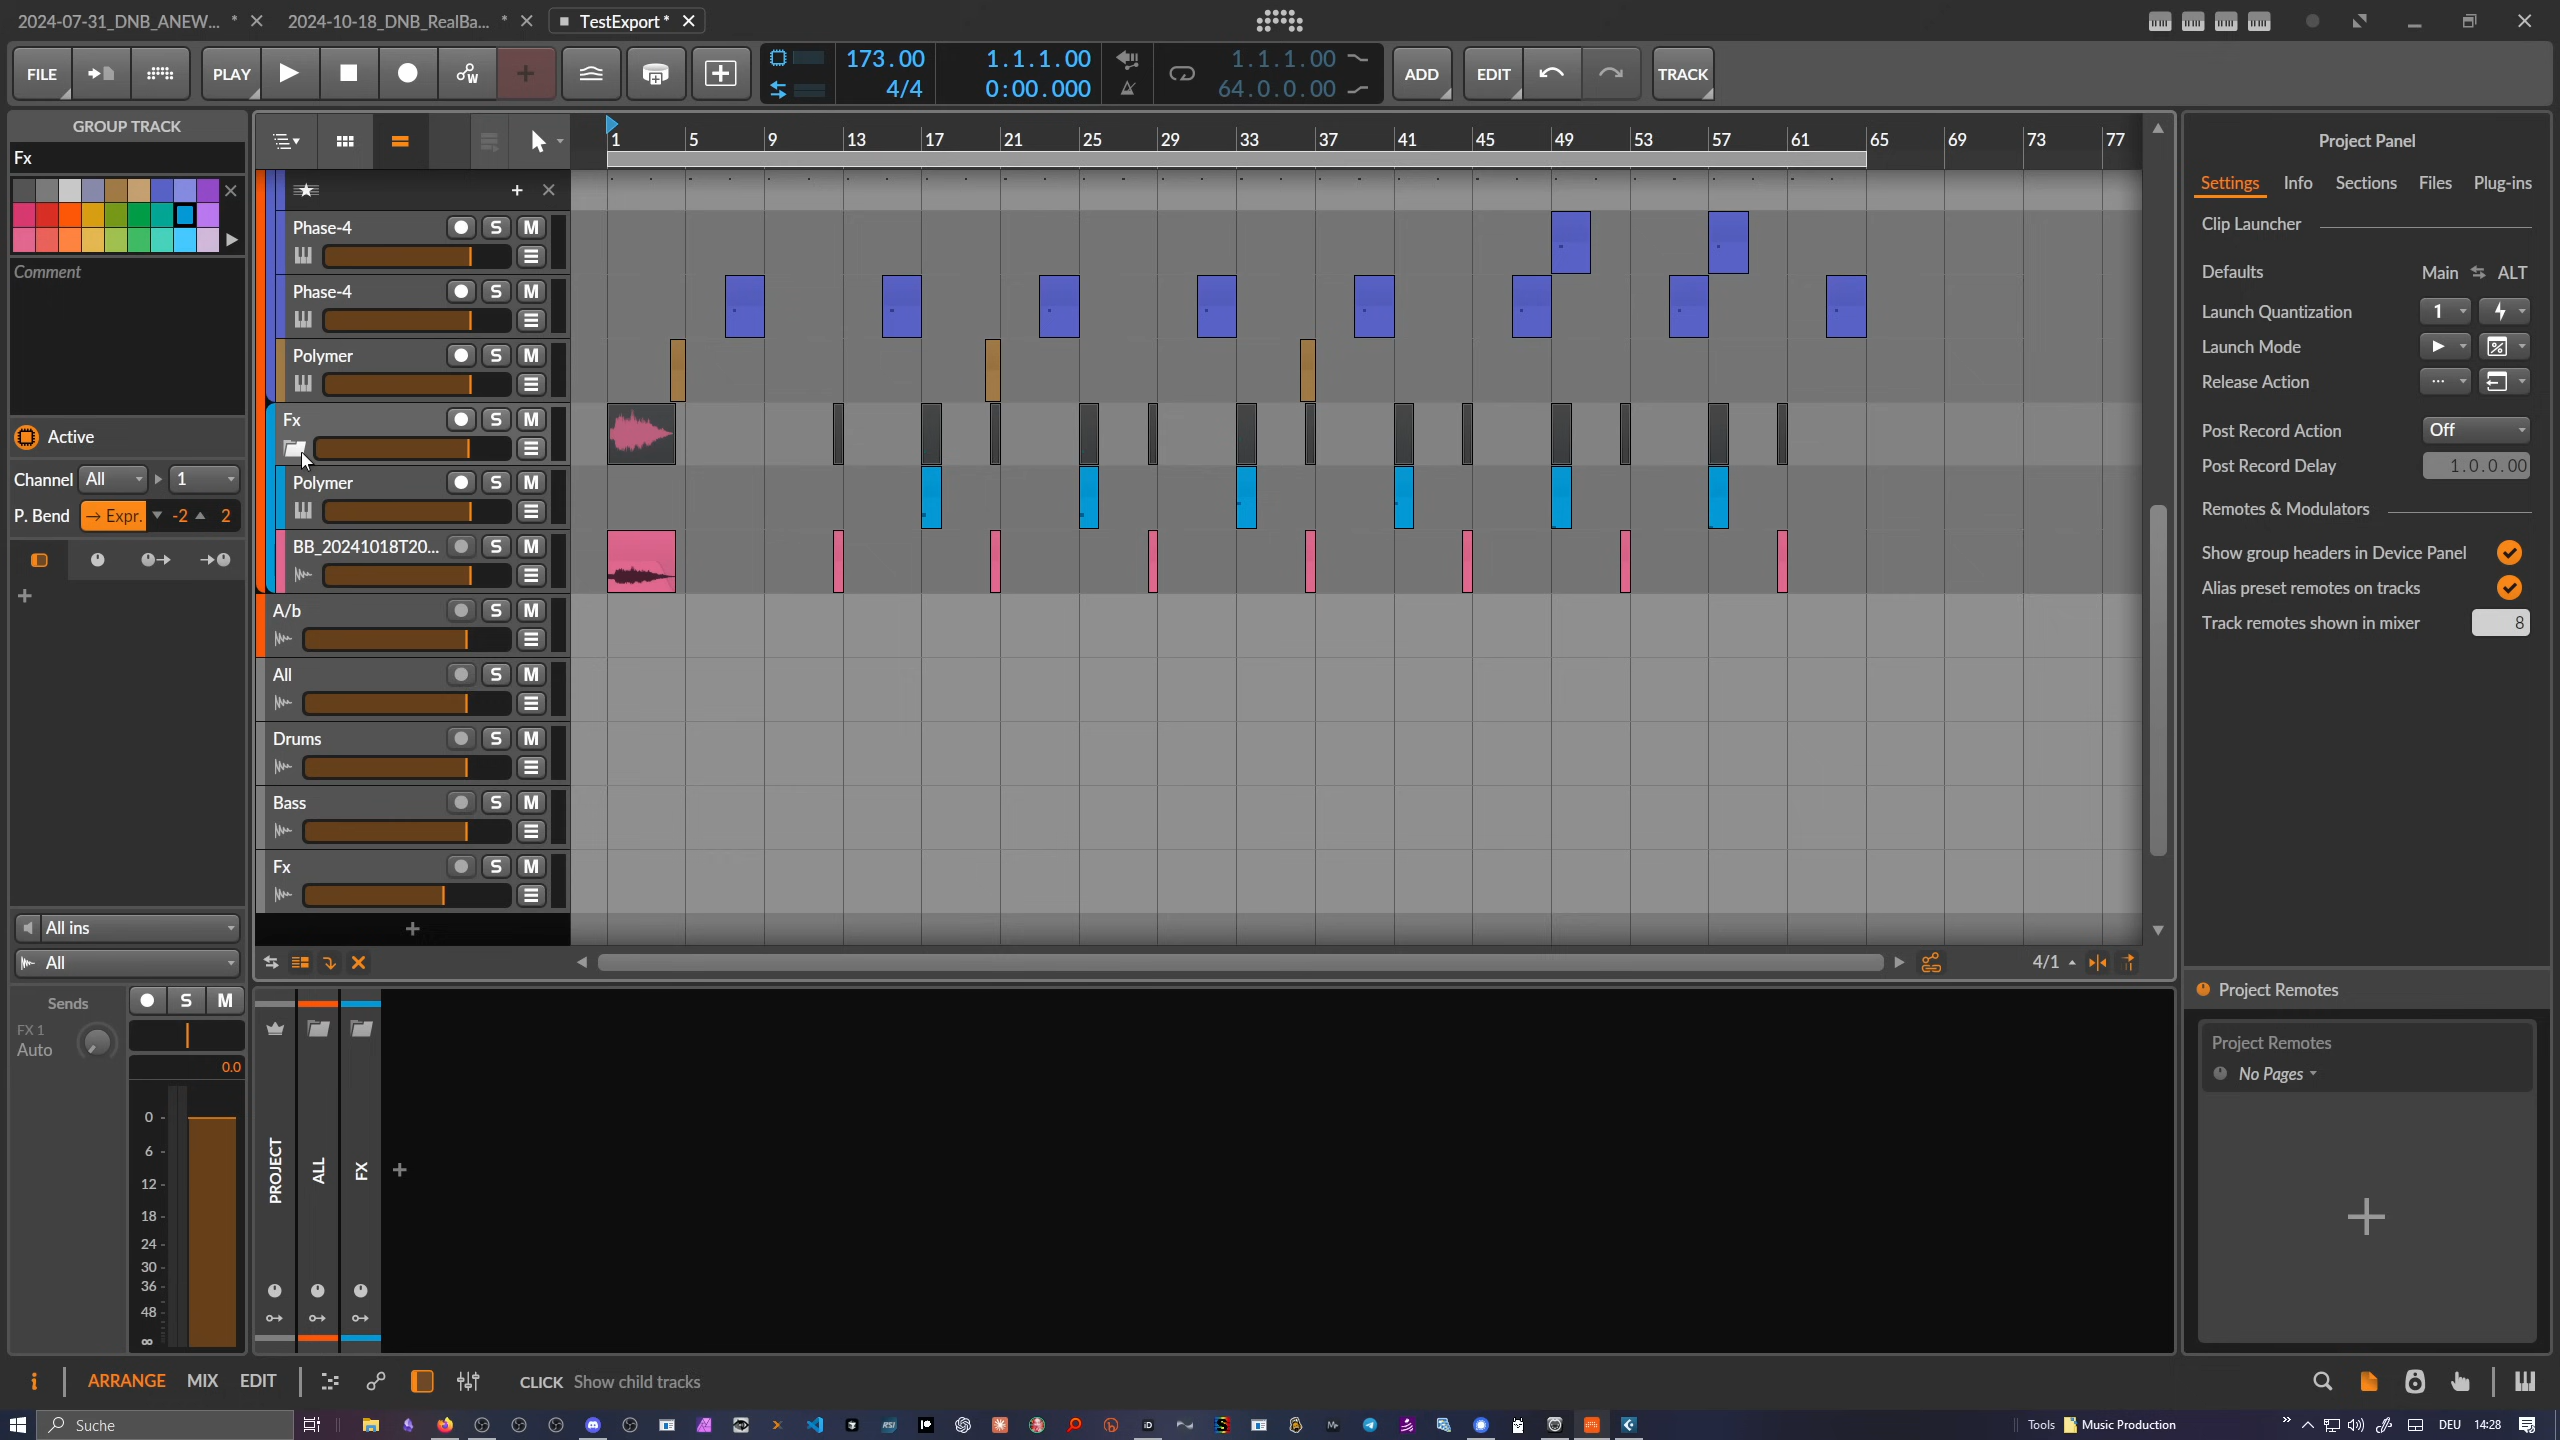 2024-07-31_DNB_ANEW... *
2024-10-18_DNB_RealBa... *
TestExport *
FILE
PLAY
173.00
4/4
1.1.1.00
0:00.000
1.1.1.00
64.0.0.00
ADD
EDIT
TRACK
GROUP TRACK
Fx
Comment
Active
Channel All 1
P. Bend → Expr. -2 2
All ins
All
Sends
S M
FX 1
Auto
0.0
0
6
12
18
24
30
36
48
∞
1 5 9 13 17 21 25 29 33 37 41 45 49 53 57 61 65 69 73 77
Phase-4 S M
Phase-4 S M
Polymer S M
Fx S M
Polymer S M
BB_20241018T20... S M
A/b S M
All S M
Drums S M
Bass S M
Fx S M
4/1
PROJECT
ALL
FX
Project Panel
Settings Info Sections Files Plug-ins
Clip Launcher
Defaults Main ALT
Launch Quantization 1
Launch Mode
Release Action ...
Post Record Action Off
Post Record Delay 1.0.0.00
Remotes & Modulators
Show group headers in Device Panel
Alias preset remotes on tracks
Track remotes shown in mixer 8
Project Remotes
Project Remotes
No Pages
ARRANGE MIX EDIT
CLICK Show child tracks
Suche
Tools Music Production
DEU 14:28